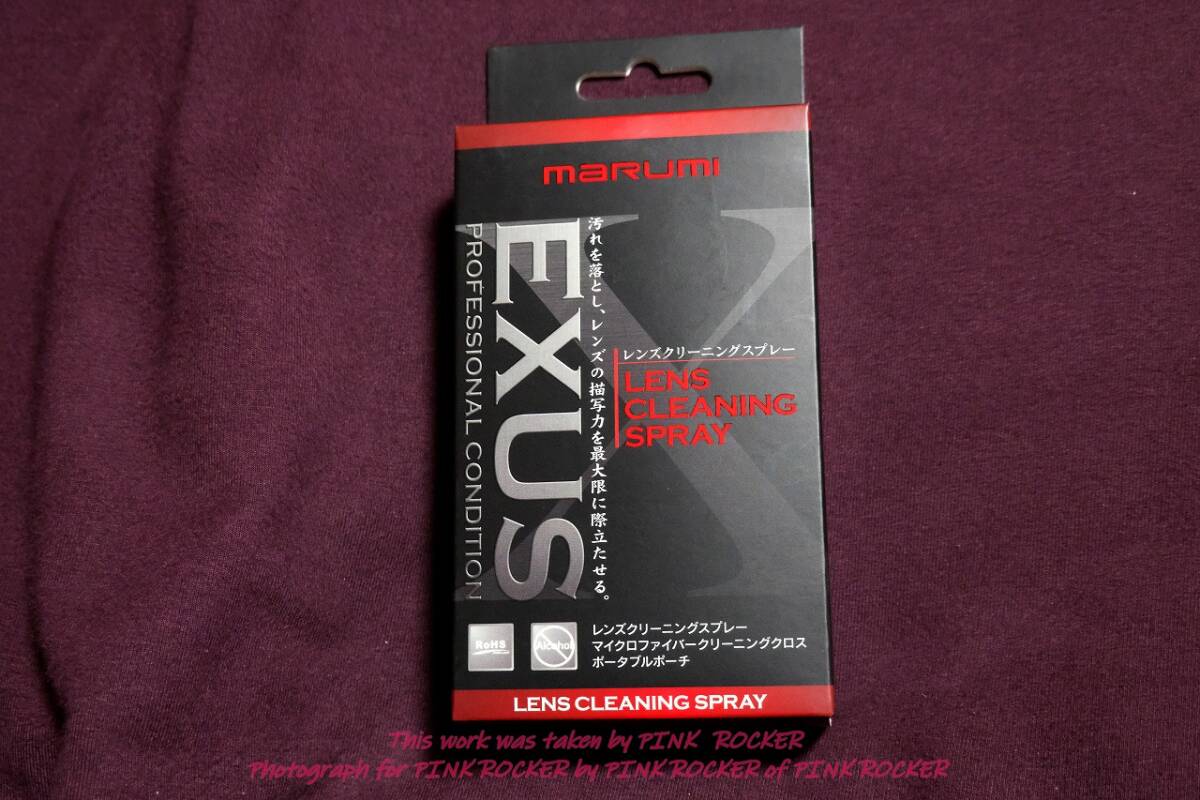 marumi
EXUS
PROFESSIONAL CONDITION
汚れを落とし、レンズの描写力を最大限に際立たせる。
レンズクリーニングスプレー
LENS
CLEANING
SPRAY
RoHS
Alcohol
レンズクリーニングスプレー
マイクロファイバークリーニングクロス
ポータブルポーチ
LENS CLEANING SPRAY
This work was taken by PINK ROCKER
Photograph for PINK ROCKER by PINK ROCKER of PINK ROCKER